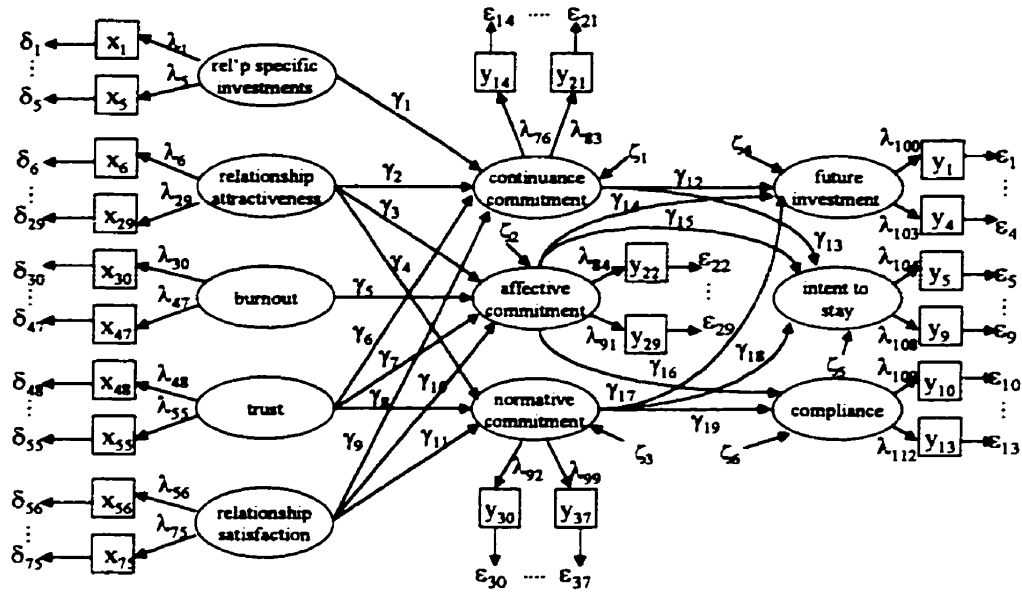 ε14 .... ε21
δ1 x1 λ1
rel'p specific investments
δ5 x5 λ5
y14 y21
λ76 λ83
γ1
δ6 x6 λ6
relationship attractiveness
δ29 x29 λ29
γ2
γ3
γ4
continuance commitment
ζ1
γ12
γ14
γ15
γ13
ζ4
future investment
λ100 y1 ε1
λ103 y4 ε4
δ30 x30 λ30
burnout
δ47 x47 λ47
γ5
γ6
γ7
ζ2
affective commitment
λ84 y22 ε22
λ91 y29 ε29
intent to stay
y5 ε5
λ108 y9 ε9
ζ5
δ48 x48 λ48
trust
δ55 x55 λ55
γ8
γ9
γ10
γ11
normative commitment
γ16
γ17
γ18
γ19
ζ3
compliance
ζ6
λ109 y10 ε10
λ112 y13 ε13
δ56 x56 λ56
relationship satisfaction
δ75 x75 λ75
λ92 λ99
y30 y37
ε30 .... ε37